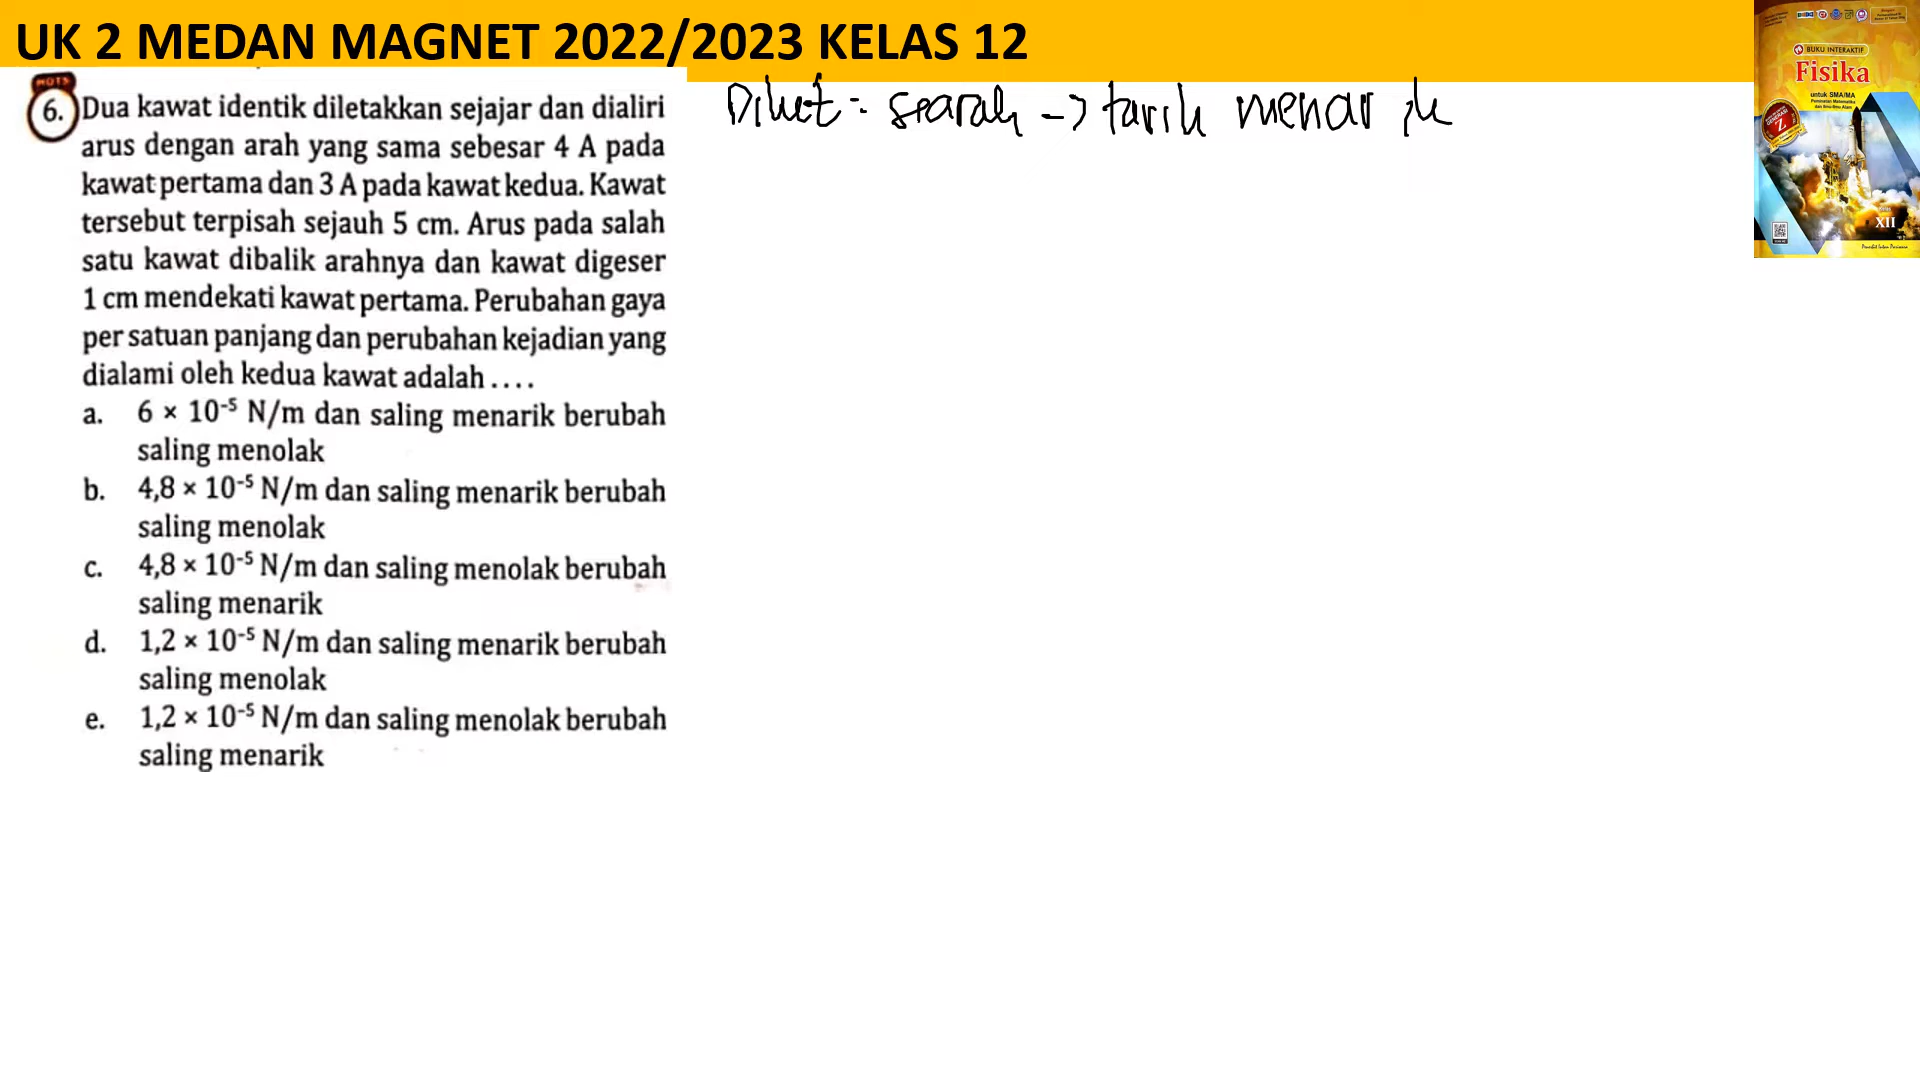 UK 2 MEDAN MAGNET 2022/2023 KELAS 12
HOTS
6. Dua kawat identik diletakkan sejajar dan dialiri
arus dengan arah yang sama sebesar 4 A pada
kawat pertama dan 3 A pada kawat kedua. Kawat
tersebut terpisah sejauh 5 cm. Arus pada salah
satu kawat dibalik arahnya dan kawat digeser
1 cm mendekati kawat pertama. Perubahan gaya
per satuan panjang dan perubahan kejadian yang
dialami oleh kedua kawat adalah ....
a. 6 × 10⁻⁵ N/m dan saling menarik berubah
saling menolak
b. 4,8 × 10⁻⁵ N/m dan saling menarik berubah
saling menolak
c. 4,8 × 10⁻⁵ N/m dan saling menolak berubah
saling menarik
d. 1,2 × 10⁻⁵ N/m dan saling menarik berubah
saling menolak
e. 1,2 × 10⁻⁵ N/m dan saling menolak berubah
saling menarik
Diket : searah -> tarik menarik
BUKU INTERAKTIF
Fisika
untuk SMA/MA
Peminatan Matematika
dan Ilmu-Ilmu Alam
Z
XII